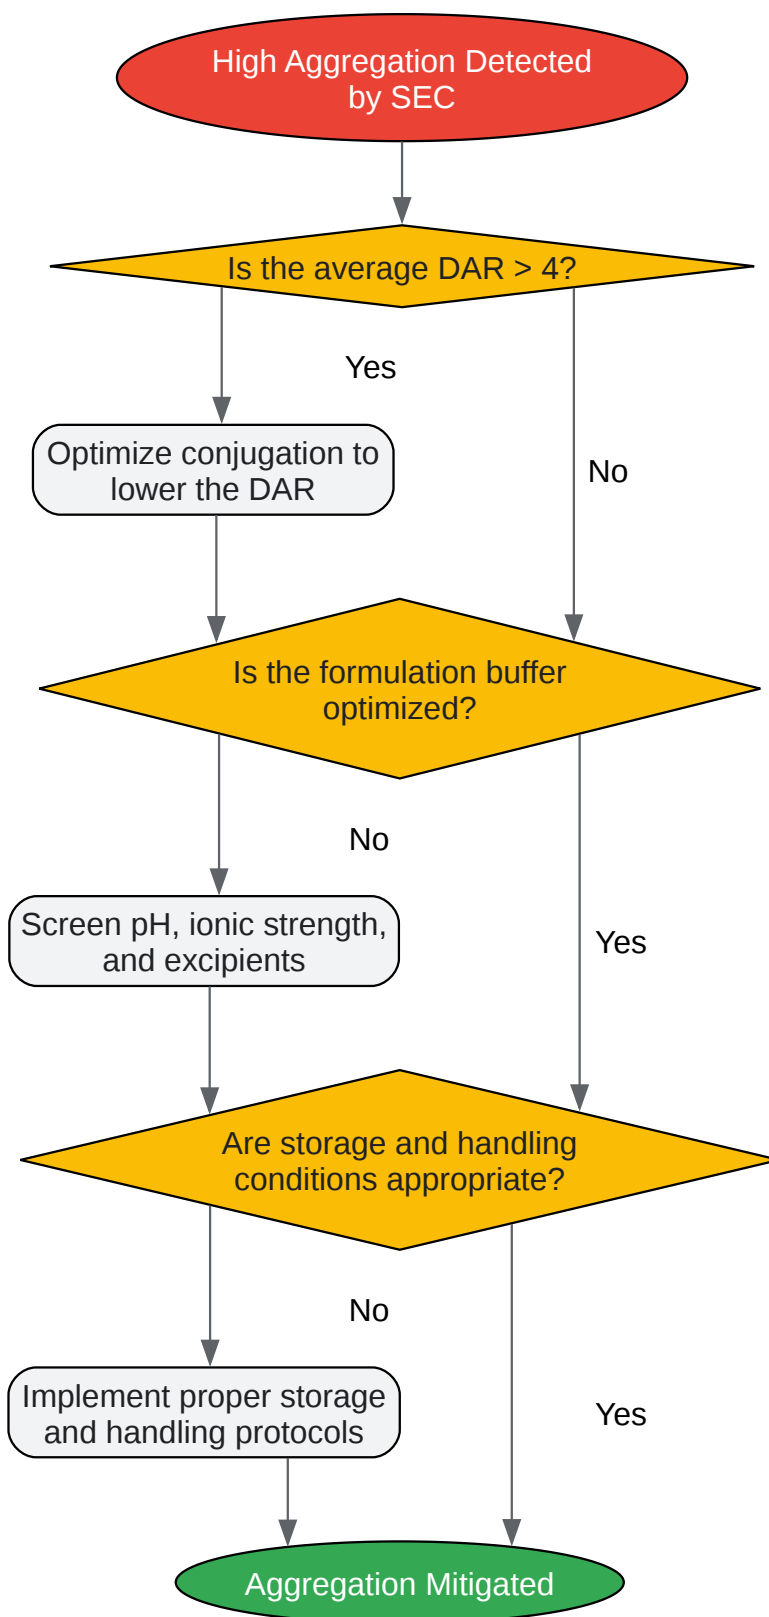 High Aggregation Detected
by SEC
Is the average DAR > 4?
Yes
Optimize conjugation to
lower the DAR
No
Is the formulation buffer
optimized?
No
Screen pH, ionic strength,
and excipients
Yes
Are storage and handling
conditions appropriate?
No
Implement proper storage
and handling protocols
Yes
Aggregation Mitigated